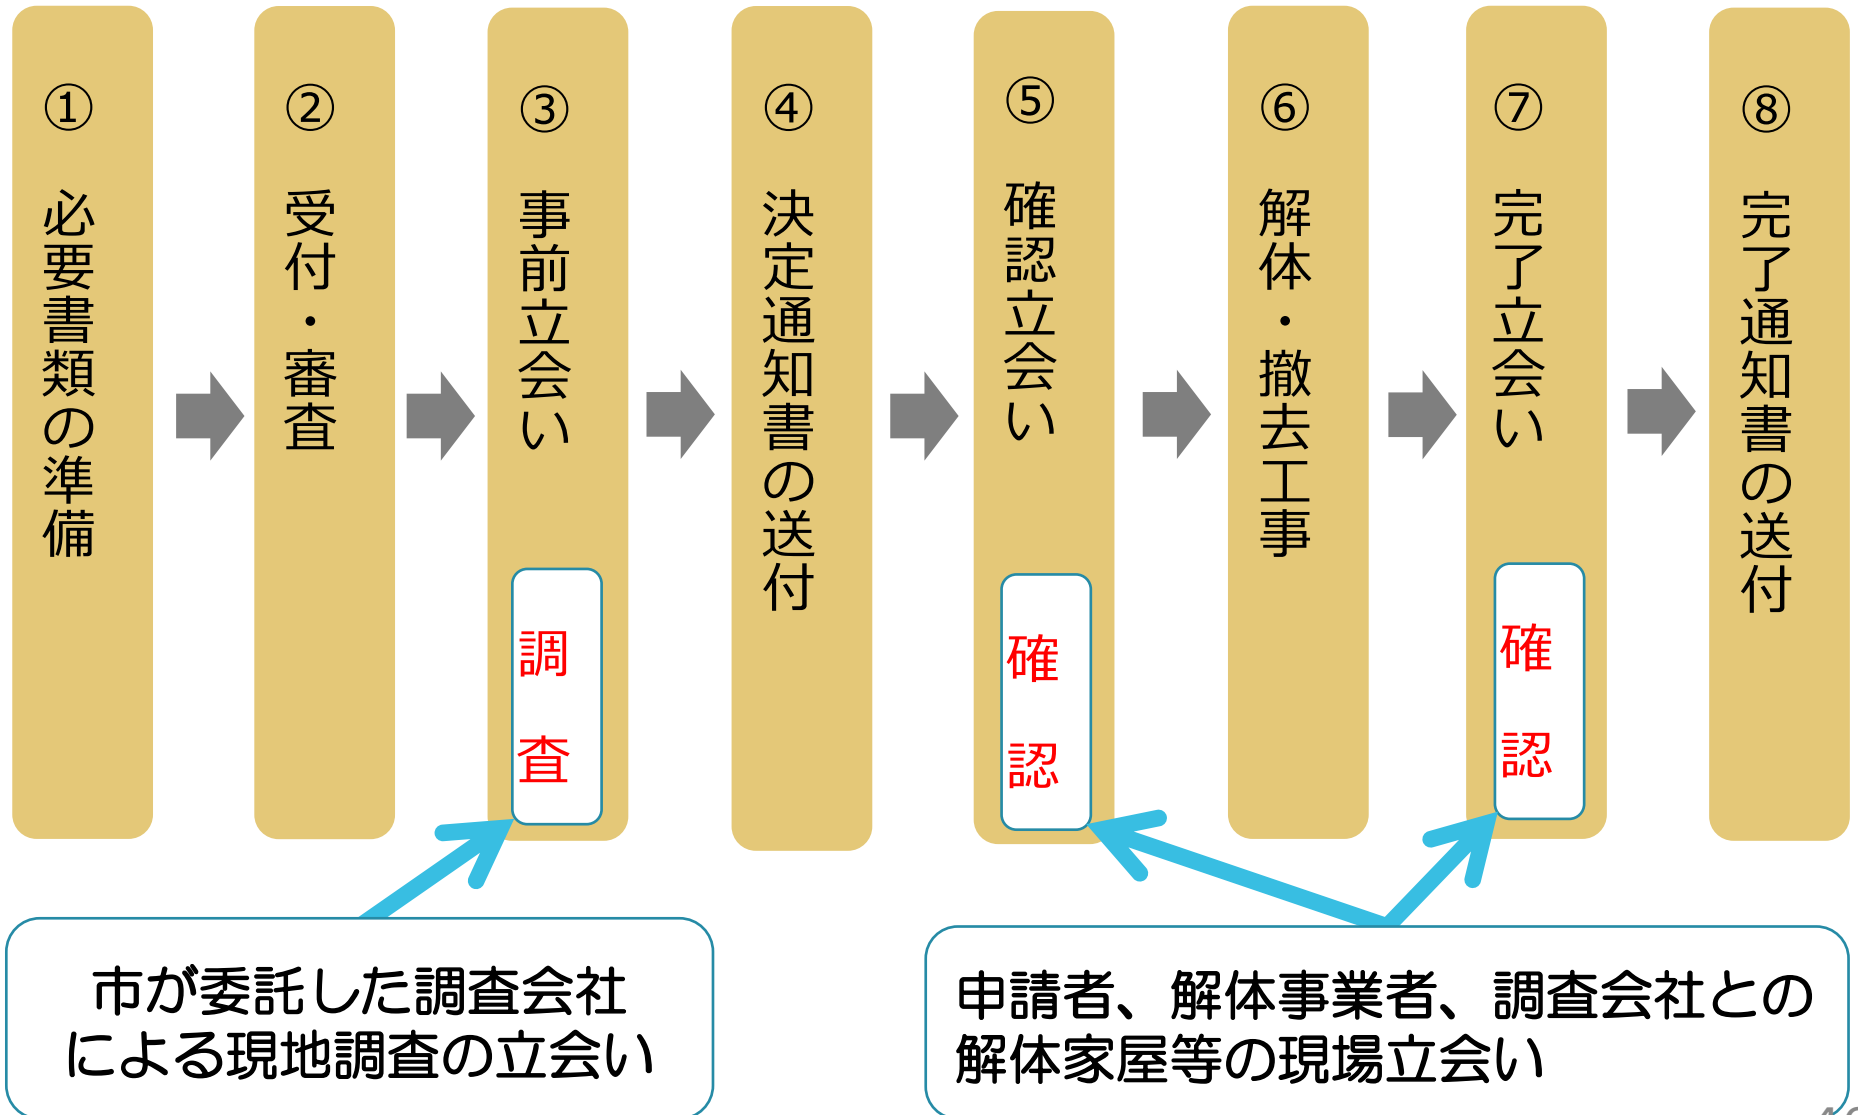 ① 必要書類の準備
② 受付・審査
③ 事前立会い
調査
④ 決定通知書の送付
⑤ 確認立会い
確認
⑥ 解体・撤去工事
⑦ 完了立会い
確認
⑧ 完了通知書の送付
市が委託した調査会社
による現地調査の立会い
申請者、解体事業者、調査会社との
解体家屋等の現場立会い